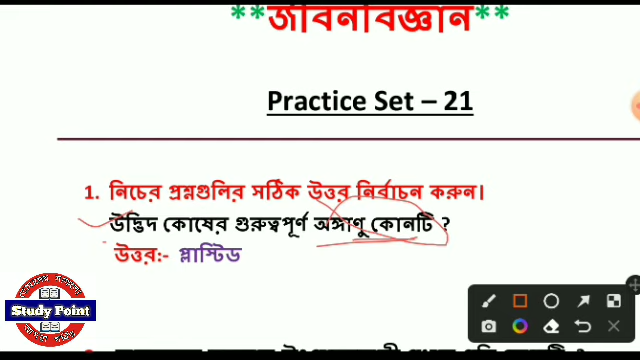 **জীবনবিজ্ঞান**
Practice Set – 21
1. নিচের প্রশ্নগুলির সঠিক উত্তর নির্বাচন করুন।
উদ্ভিদ কোষের গুরুত্বপূর্ণ অঙ্গাণু কোনটি ?
উত্তর:- প্লাস্টিড
Study Point